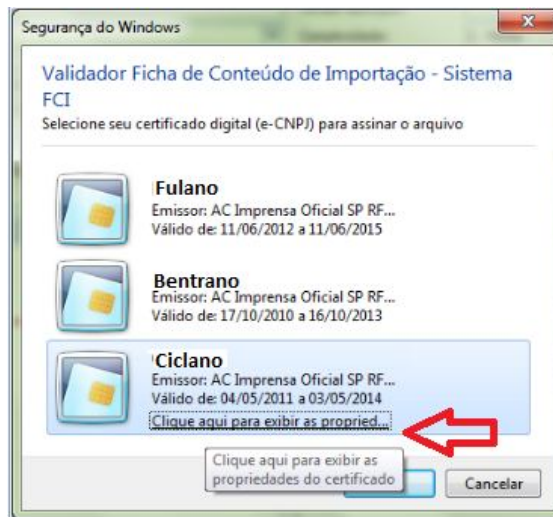 Segurança do Windows
Validador Ficha de Conteúdo de Importação - Sistema
FCI
Selecione seu certificado digital (e-CNPJ) para assinar o arquivo
Fulano
Emissor: AC Imprensa Oficial SP RF...
Válido de: 11/06/2012 a 11/06/2015
Bentrano
Emissor: AC Imprensa Oficial SP RF...
Válido de: 17/10/2010 a 16/10/2013
Ciclano
Emissor: AC Imprensa Oficial SP RF...
Válido de: 04/05/2011 a 03/05/2014
Clique aqui para exibir as propried...
Clique aqui para exibir as
propriedades do certificado
Cancelar